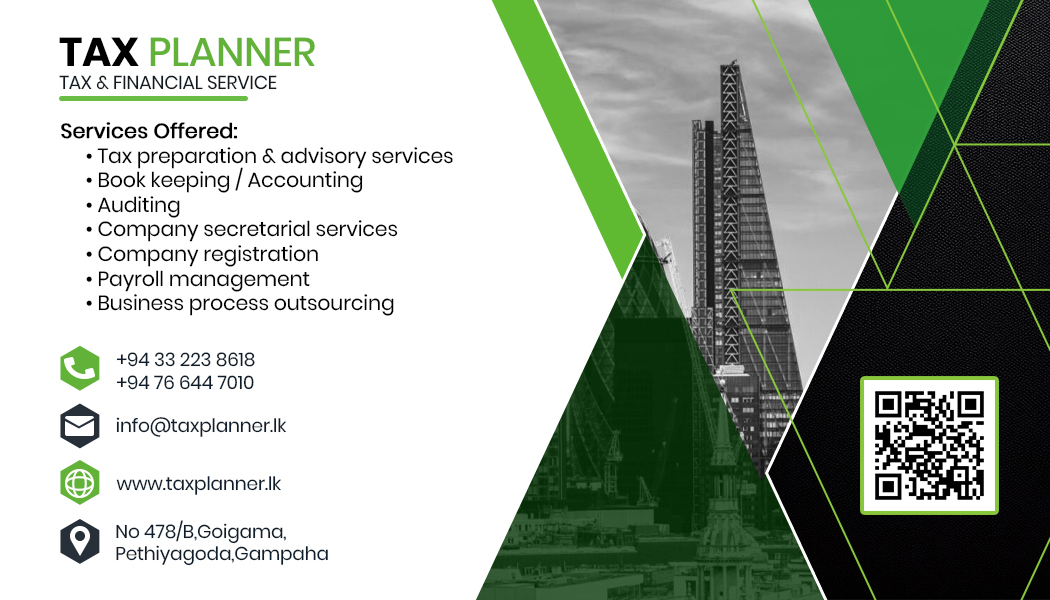 TAX PLANNER
TAX & FINANCIAL SERVICE
Services Offered:
• Tax preparation & advisory services
• Book keeping / Accounting
• Auditing
• Company secretarial services
• Company registration
• Payroll management
• Business process outsourcing
+94 33 223 8618
+94 76 644 7010
info@taxplanner.lk
www.taxplanner.lk
No 478/B,Goigama,
Pethiyagoda,Gampaha